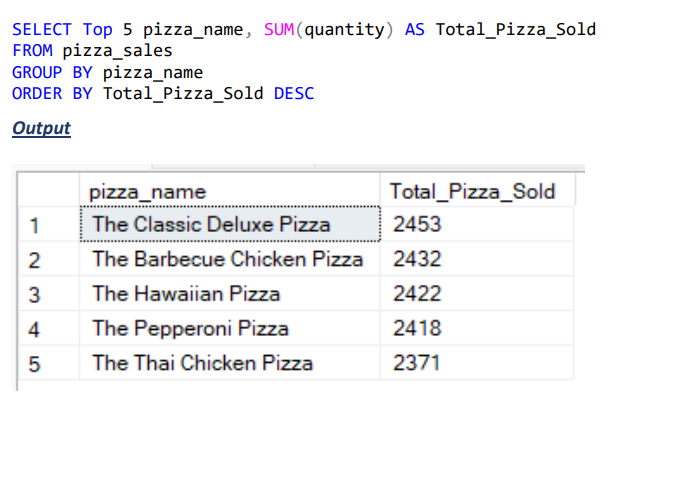 SELECT Top 5 pizza_name, SUM(quantity) AS Total_Pizza_Sold
FROM pizza_sales
GROUP BY pizza_name
ORDER BY Total_Pizza_Sold DESC
Output
pizza_name Total_Pizza_Sold
1 The Classic Deluxe Pizza 2453
2 The Barbecue Chicken Pizza 2432
3 The Hawaiian Pizza 2422
4 The Pepperoni Pizza 2418
5 The Thai Chicken Pizza 2371